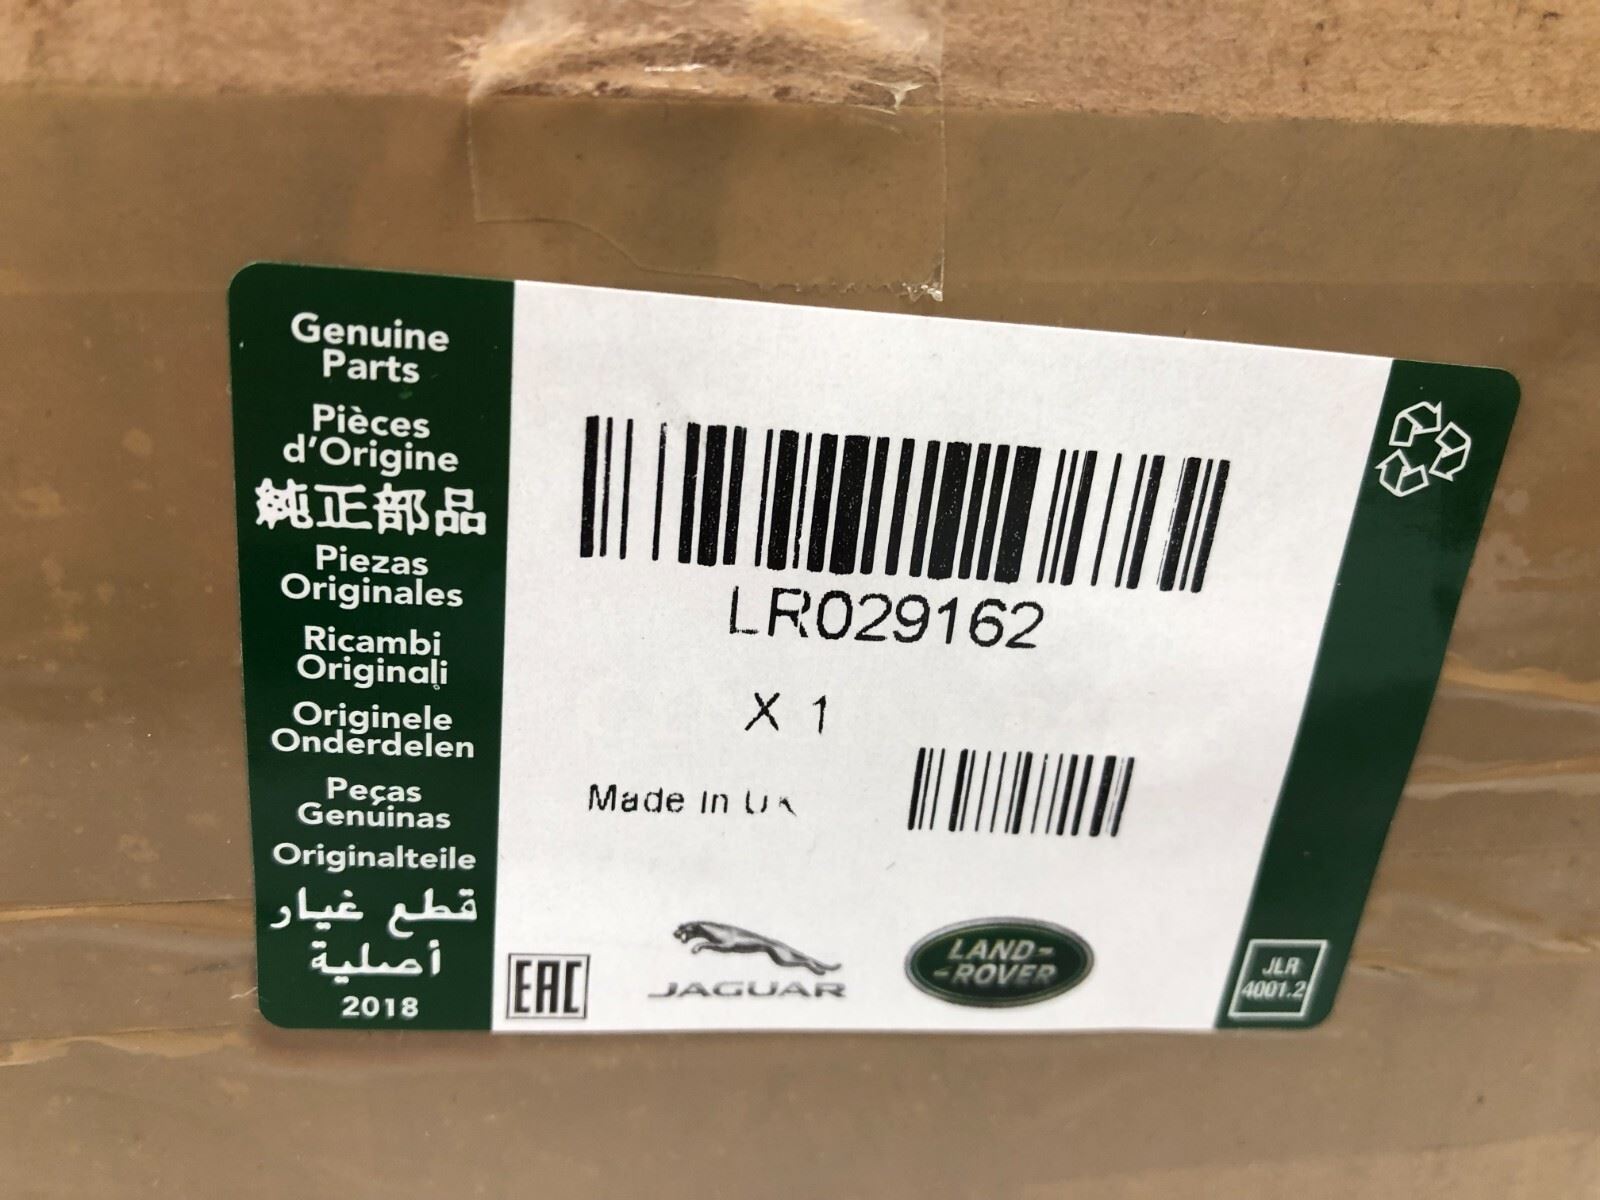 Genuine
Parts
Pièces
d'Origine
純正部品
Piezas
Originales
Ricambi
Originali
Originele
Onderdelen
Peças
Genuinas
Originalteile
قطع غيار
أصلية
2018
LR029162
X 1
Made In UK
EAC
JAGUAR
LAND-
-ROVER
JLR
4001.2